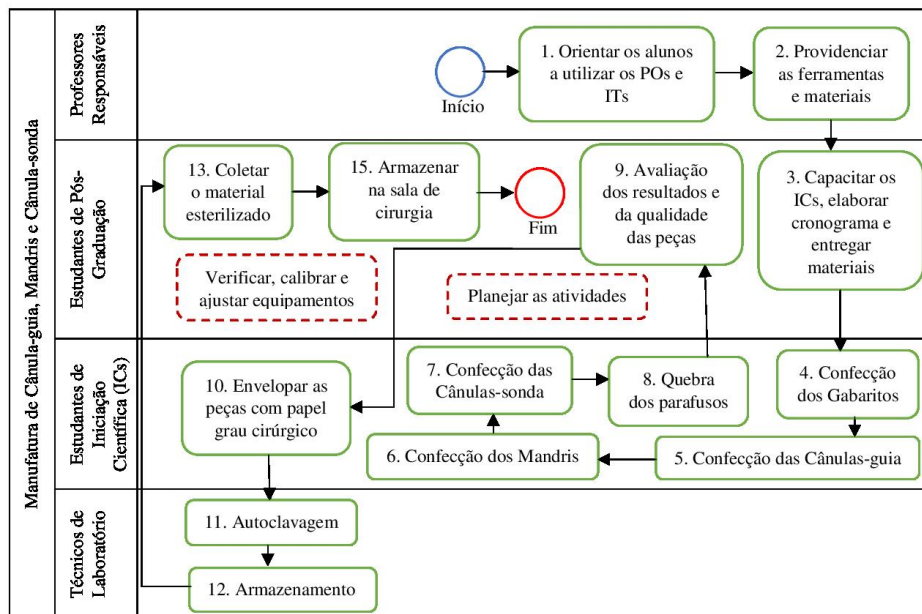 Manufatura de Cânula-guia, Mandris e Cânula-sonda
Professores
Responsáveis
Início
1. Orientar os alunos
a utilizar os POs e
ITs
2. Providenciar
as ferramentas
e materiais
Estudantes de Pós-
Graduação
13. Coletar
o material
esterilizado
15. Armazenar
na sala de
cirurgia
Fim
9. Avaliação
dos resultados e
da qualidade
das peças
3. Capacitar os
ICs, elaborar
cronograma e
entregar
materiais
Verificar, calibrar e
ajustar equipamentos
Planejar as atividades
Estudantes de
Iniciação
Científica (ICs)
10. Envelopar as
peças com papel
grau cirúrgico
7. Confecção das
Cânulas-sonda
8. Quebra
dos parafusos
4. Confecção
dos Gabaritos
6. Confecção dos Mandris
5. Confecção das Cânulas-guia
Técnicos de
Laboratório
11. Autoclavagem
12. Armazenamento